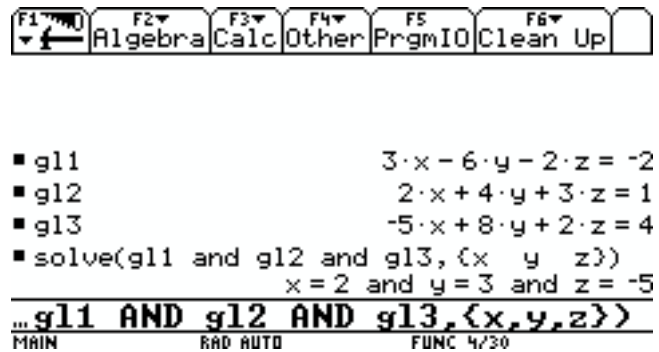 F1 F2 F3 F4 F5 F6
Algebra Calc Other PrgmIO Clean Up
gl1 3·x - 6·y - 2·z = -2
gl2 2·x + 4·y + 3·z = 1
gl3 -5·x + 8·y + 2·z = 4
solve(gl1 and gl2 and gl3,{x y z})
x = 2 and y = 3 and z = -5
…gl1 AND gl2 AND gl3,{x,y,z})
MAIN RAD AUTO FUNC 4/30